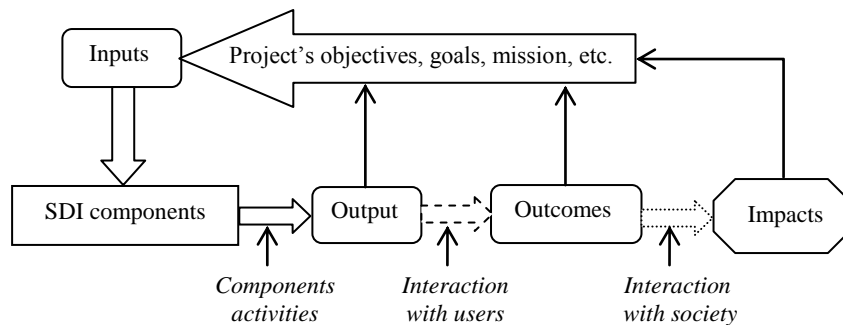 Inputs
Project’s objectives, goals, mission, etc.
SDI components
Output
Outcomes
Impacts
Components
activities
Interaction
with users
Interaction
with society